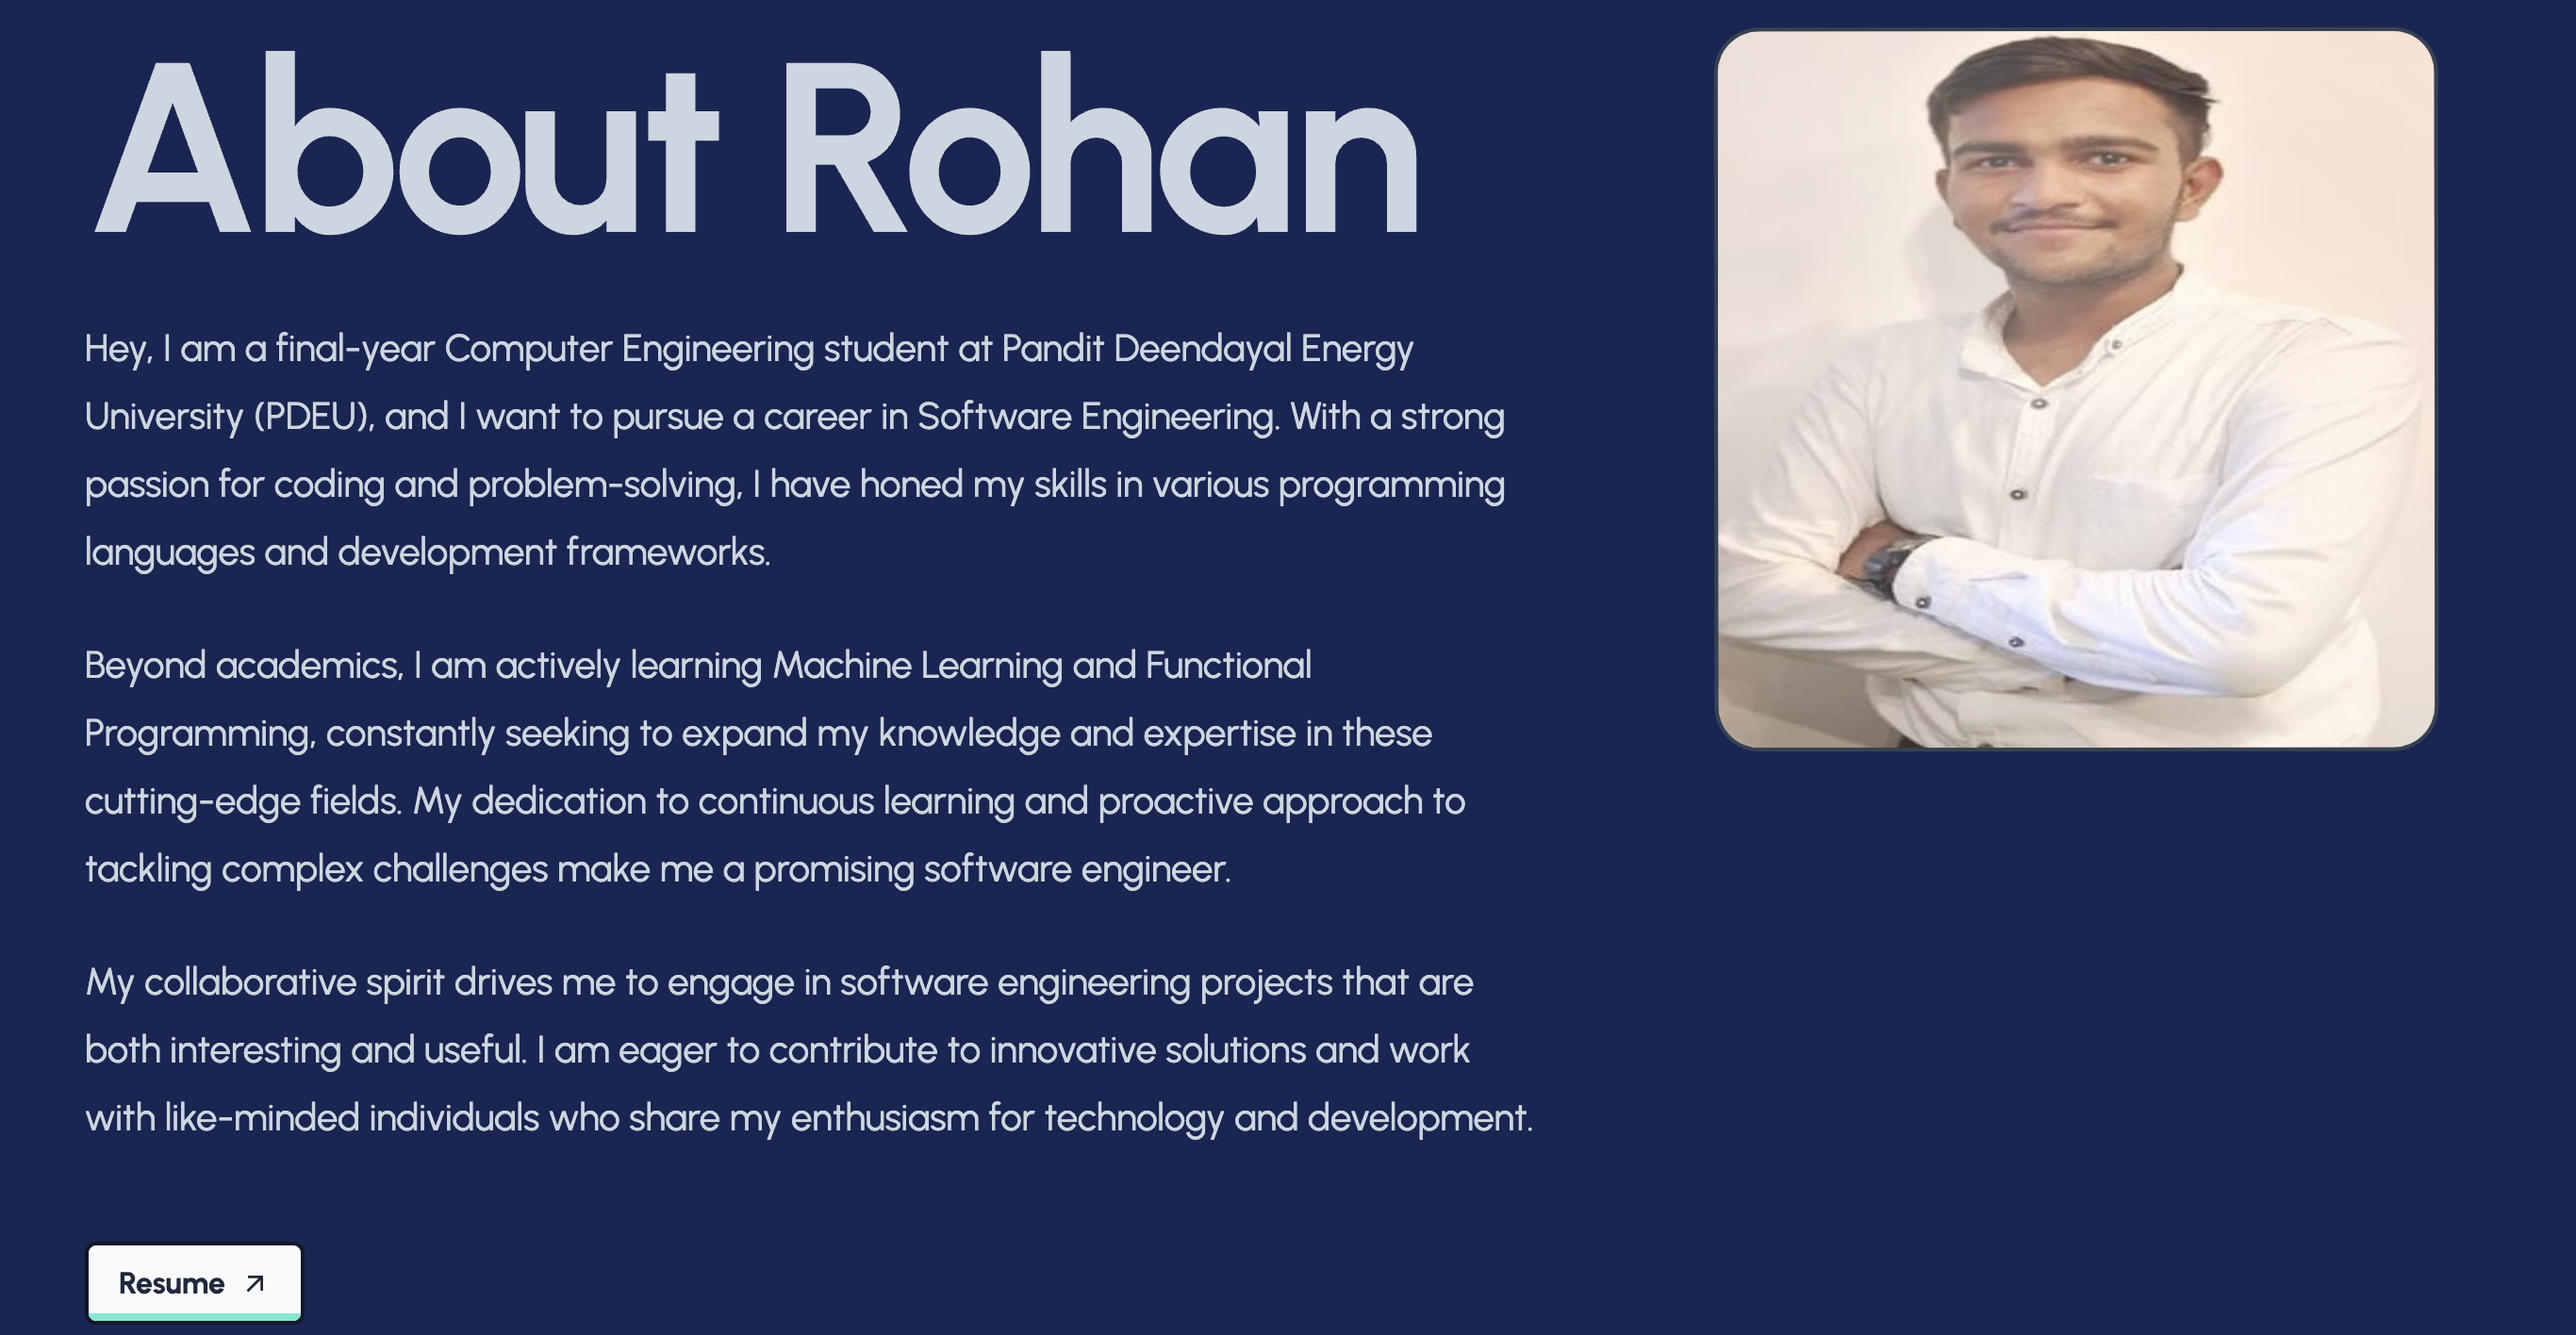 About Rohan
Hey, I am a final-year Computer Engineering student at Pandit Deendayal Energy
University (PDEU), and I want to pursue a career in Software Engineering. With a strong
passion for coding and problem-solving, I have honed my skills in various programming
languages and development frameworks.
Beyond academics, I am actively learning Machine Learning and Functional
Programming, constantly seeking to expand my knowledge and expertise in these
cutting-edge fields. My dedication to continuous learning and proactive approach to
tackling complex challenges make me a promising software engineer.
My collaborative spirit drives me to engage in software engineering projects that are
both interesting and useful. I am eager to contribute to innovative solutions and work
with like-minded individuals who share my enthusiasm for technology and development.
Resume